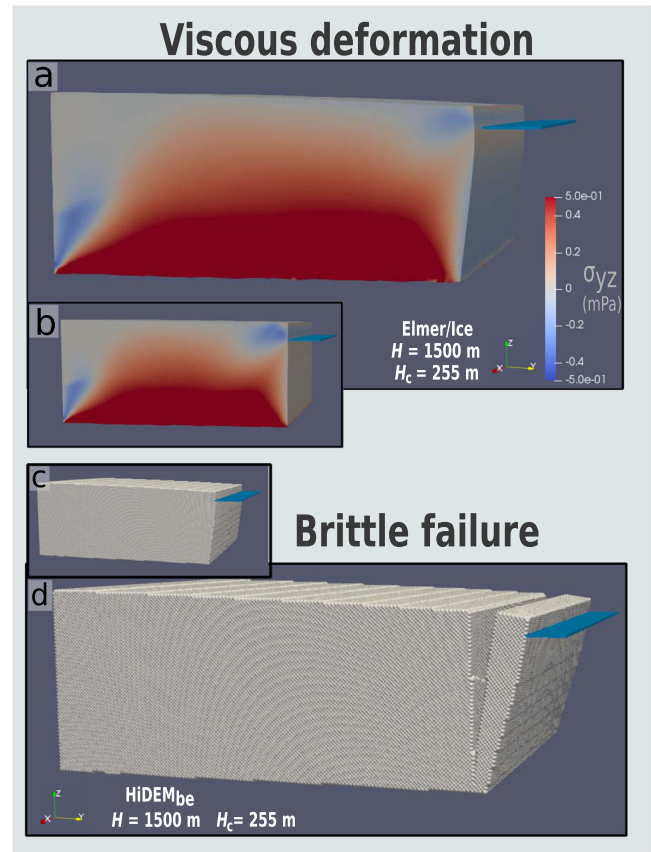 Viscous deformation
a
5.0e-01
0.4
0.2
0
-0.2
-0.4
-5.0e-01
σyz
(mPa)
Elmer/Ice
H = 1500 m
Hc = 255 m
Z
X
Y
b
c
Brittle failure
d
Z
X
Y
HiDEMbe
H = 1500 m Hc= 255 m